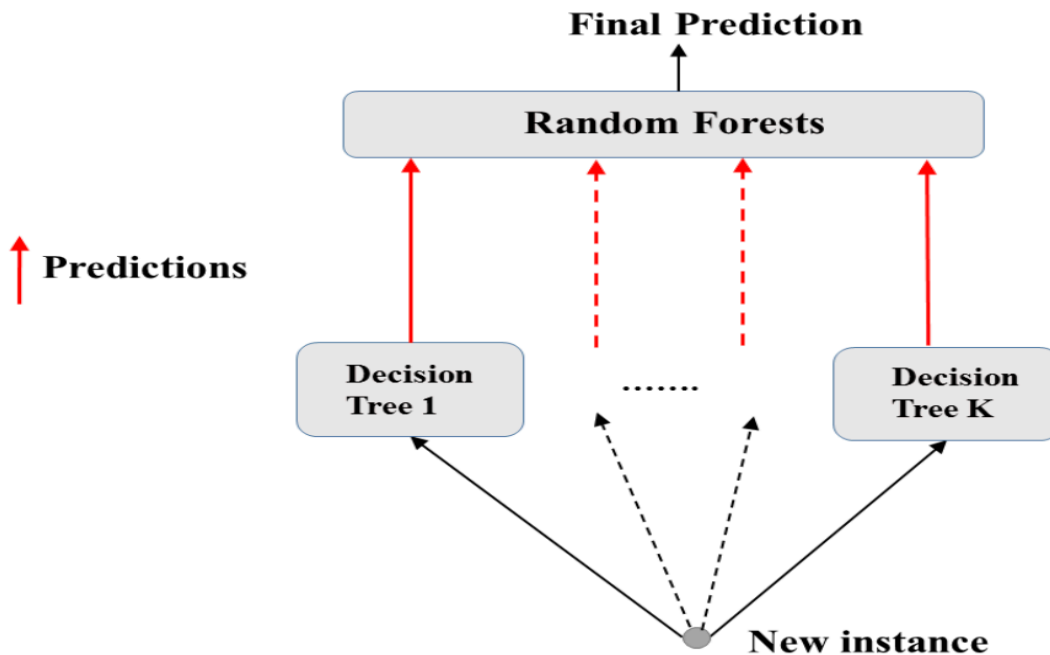 Final Prediction
Random Forests
Predictions
Decision
Tree 1
.......
Decision
Tree K
New instance